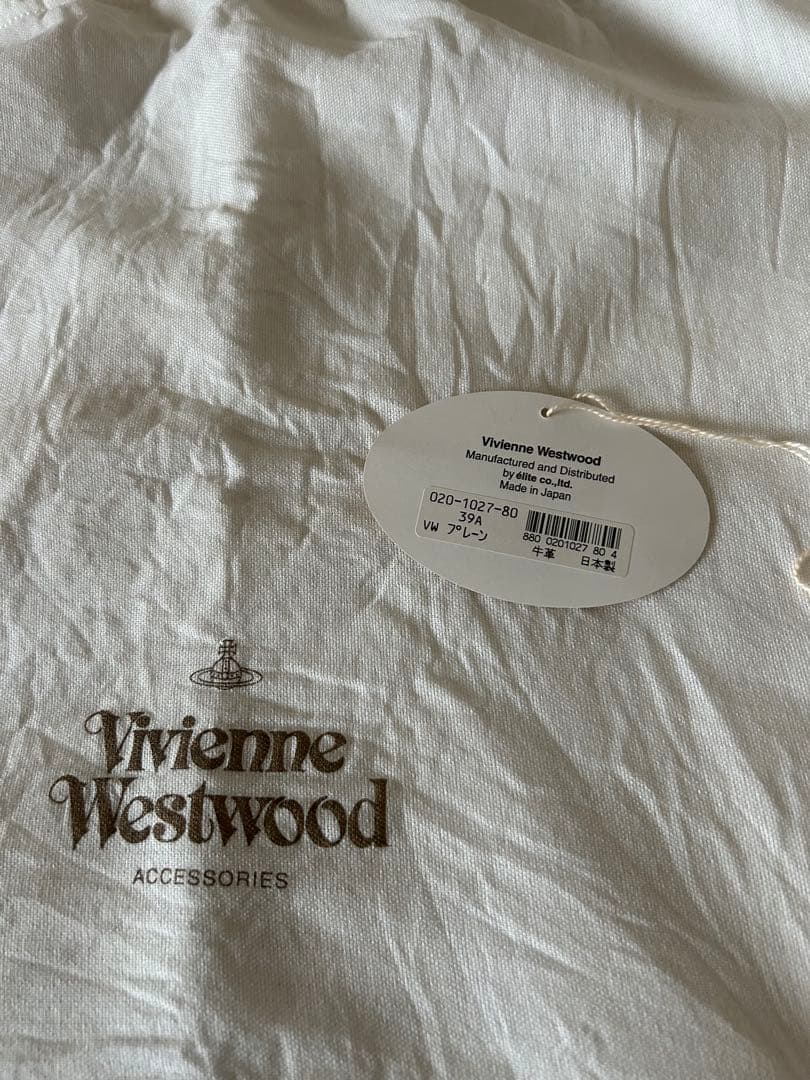 Vivienne Westwood
Manufactured and Distributed
by élite co.,ltd.
Made in Japan
020-1027-80
39A
VW プレーン
880 0201027 80 4
牛革 日本製
Vivienne
Westwood
ACCESSORIES